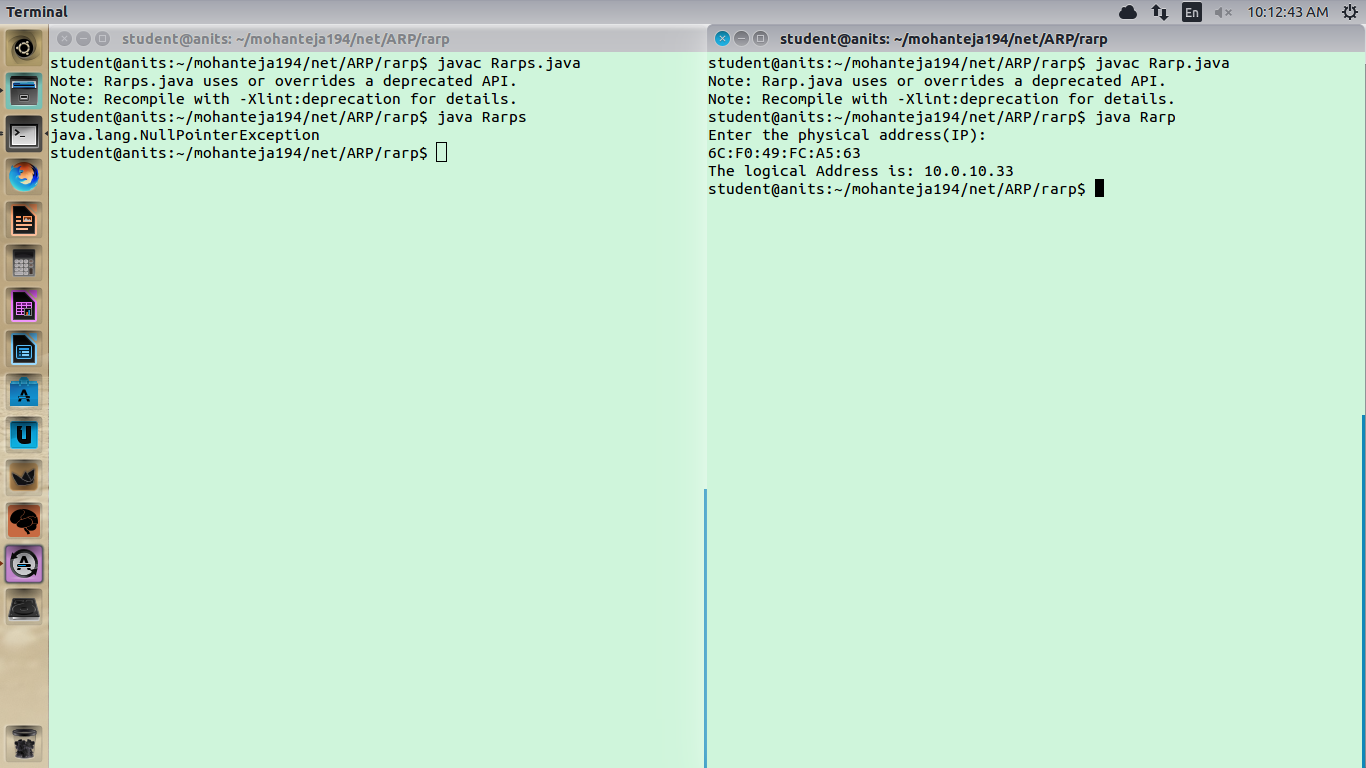 Terminal
En
10:12:43 AM
student@anits: ~/mohanteja194/net/ARP/rarp
student@anits:~/mohanteja194/net/ARP/rarp$ javac Rarps.java
Note: Rarps.java uses or overrides a deprecated API.
Note: Recompile with -Xlint:deprecation for details.
student@anits:~/mohanteja194/net/ARP/rarp$ java Rarps
java.lang.NullPointerException
student@anits:~/mohanteja194/net/ARP/rarp$
student@anits: ~/mohanteja194/net/ARP/rarp
student@anits:~/mohanteja194/net/ARP/rarp$ javac Rarp.java
Note: Rarp.java uses or overrides a deprecated API.
Note: Recompile with -Xlint:deprecation for details.
student@anits:~/mohanteja194/net/ARP/rarp$ java Rarp
Enter the physical address(IP):
6C:F0:49:FC:A5:63
The logical Address is: 10.0.10.33
student@anits:~/mohanteja194/net/ARP/rarp$